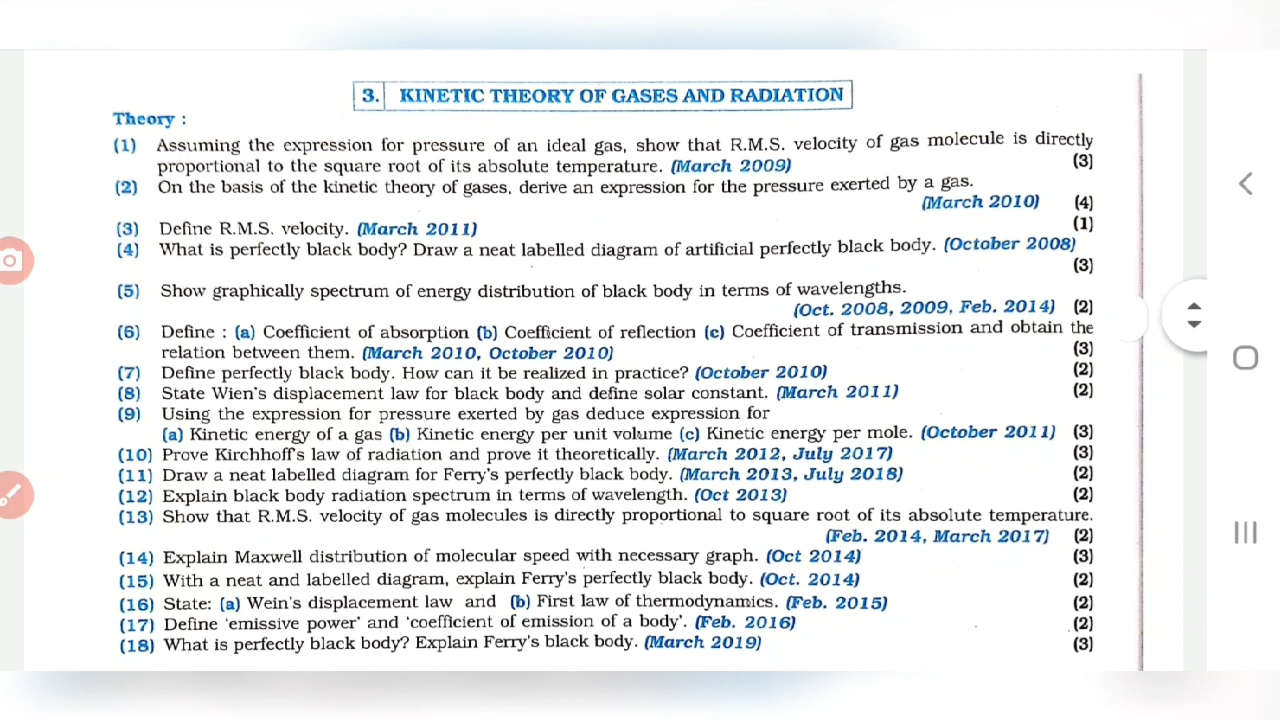 3. KINETIC THEORY OF GASES AND RADIATION
Theory :
(1) Assuming the expression for pressure of an ideal gas, show that R.M.S. velocity of gas molecule is directly
proportional to the square root of its absolute temperature. (March 2009) (3)
(2) On the basis of the kinetic theory of gases, derive an expression for the pressure exerted by a gas.
(March 2010) (4)
(3) Define R.M.S. velocity. (March 2011) (1)
(4) What is perfectly black body? Draw a neat labelled diagram of artificial perfectly black body. (October 2008)
(3)
(5) Show graphically spectrum of energy distribution of black body in terms of wavelengths.
(Oct. 2008, 2009, Feb. 2014) (2)
(6) Define : (a) Coefficient of absorption (b) Coefficient of reflection (c) Coefficient of transmission and obtain the
relation between them. (March 2010, October 2010) (3)
(7) Define perfectly black body. How can it be realized in practice? (October 2010) (2)
(8) State Wien's displacement law for black body and define solar constant. (March 2011) (2)
(9) Using the expression for pressure exerted by gas deduce expression for
(a) Kinetic energy of a gas (b) Kinetic energy per unit volume (c) Kinetic energy per mole. (October 2011) (3)
(10) Prove Kirchhoff's law of radiation and prove it theoretically. (March 2012, July 2017) (3)
(11) Draw a neat labelled diagram for Ferry's perfectly black body. (March 2013, July 2018) (2)
(12) Explain black body radiation spectrum in terms of wavelength. (Oct 2013) (2)
(13) Show that R.M.S. velocity of gas molecules is directly proportional to square root of its absolute temperature.
(Feb. 2014, March 2017) (2)
(14) Explain Maxwell distribution of molecular speed with necessary graph. (Oct 2014) (3)
(15) With a neat and labelled diagram, explain Ferry's perfectly black body. (Oct. 2014) (2)
(16) State: (a) Wein's displacement law and (b) First law of thermodynamics. (Feb. 2015) (2)
(17) Define 'emissive power' and 'coefficient of emission of a body'. (Feb. 2016) (2)
(18) What is perfectly black body? Explain Ferry's black body. (March 2019) (3)